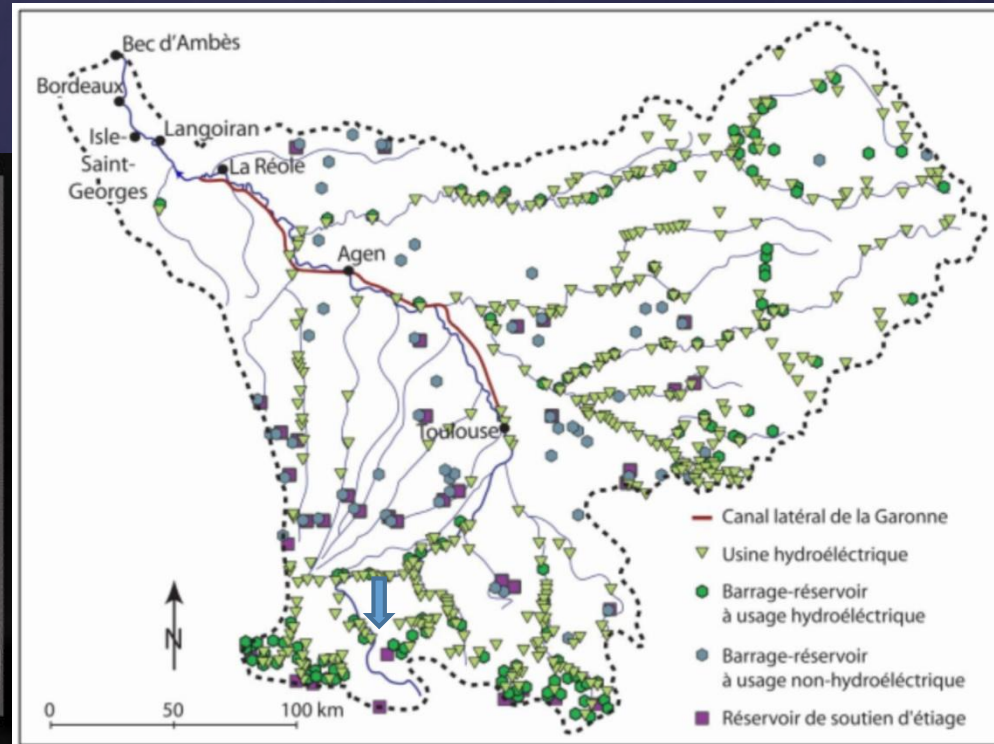 Bec d'Ambès
Bordeaux
Isle-
Saint-
Georges
Langoiran
La Réole
Agen
Toulouse
Canal latéral de la Garonne
Usine hydroéléctrique
Barrage-réservoir
à usage hydroéléctrique
Barrage-réservoir
à usage non-hydroéléctrique
Réservoir de soutien d'étiage
N
0 50 100 km